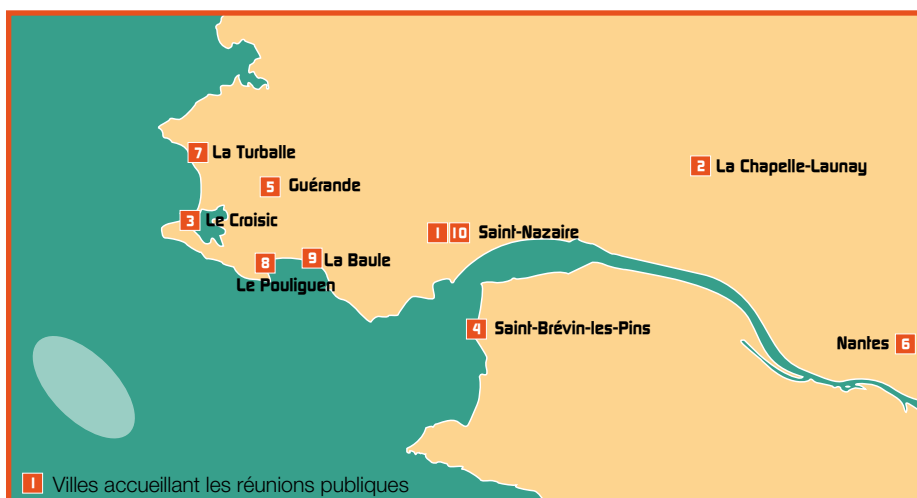 7 La Turballe
2 La Chapelle-Launay
5 Guérande
3 Le Croisic
1 10 Saint-Nazaire
9 La Baule
8
Le Pouliguen
4 Saint-Brévin-les-Pins
Nantes 6
1 Villes accueillant les réunions publiques